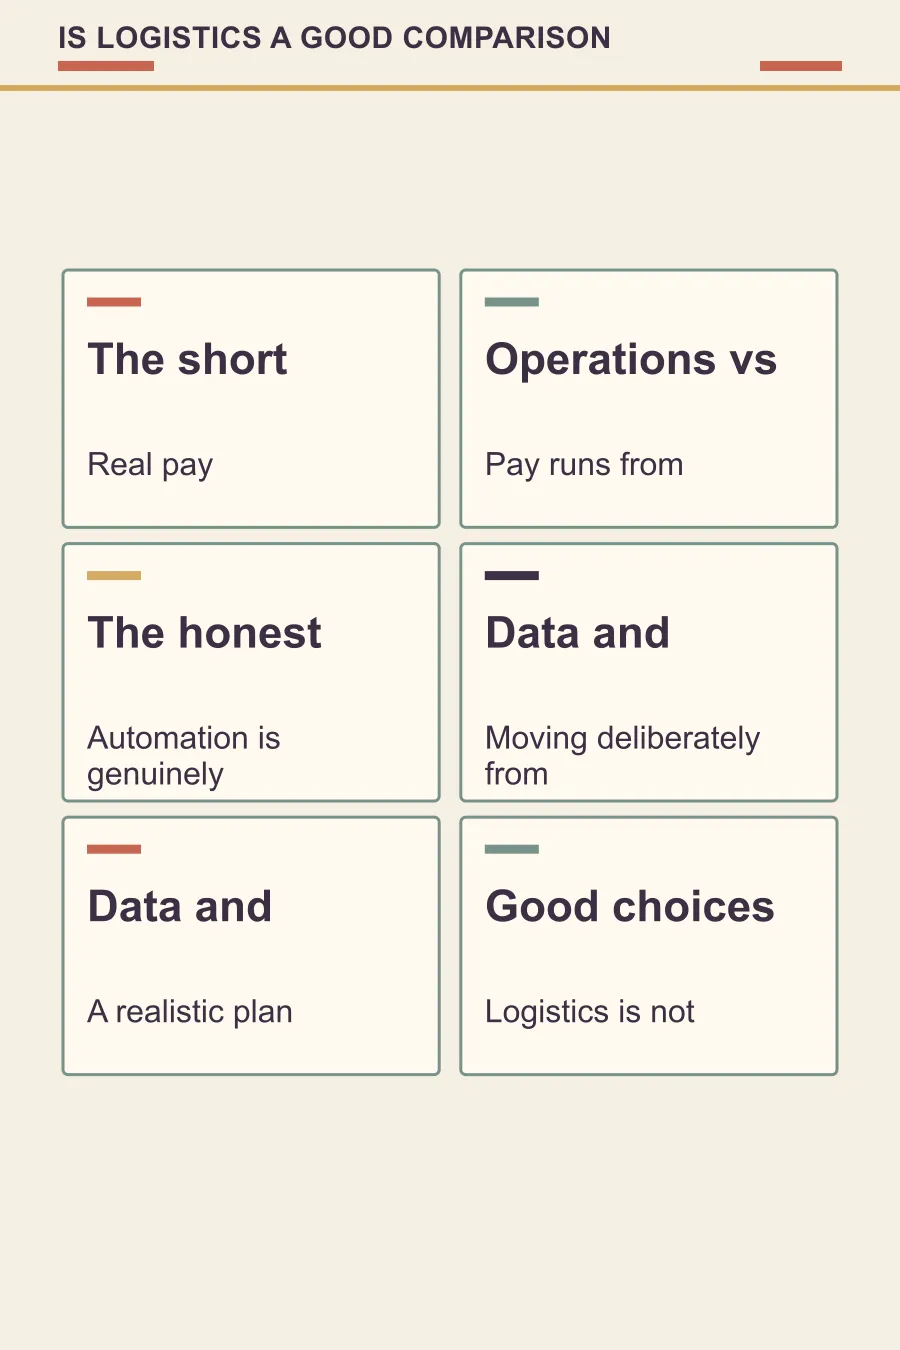 IS LOGISTICS A GOOD COMPARISON
The short
Real pay
Operations vs
Pay runs from
The honest
Automation is
genuinely
Data and
Moving deliberately
from
Data and
A realistic plan
Good choices
Logistics is not